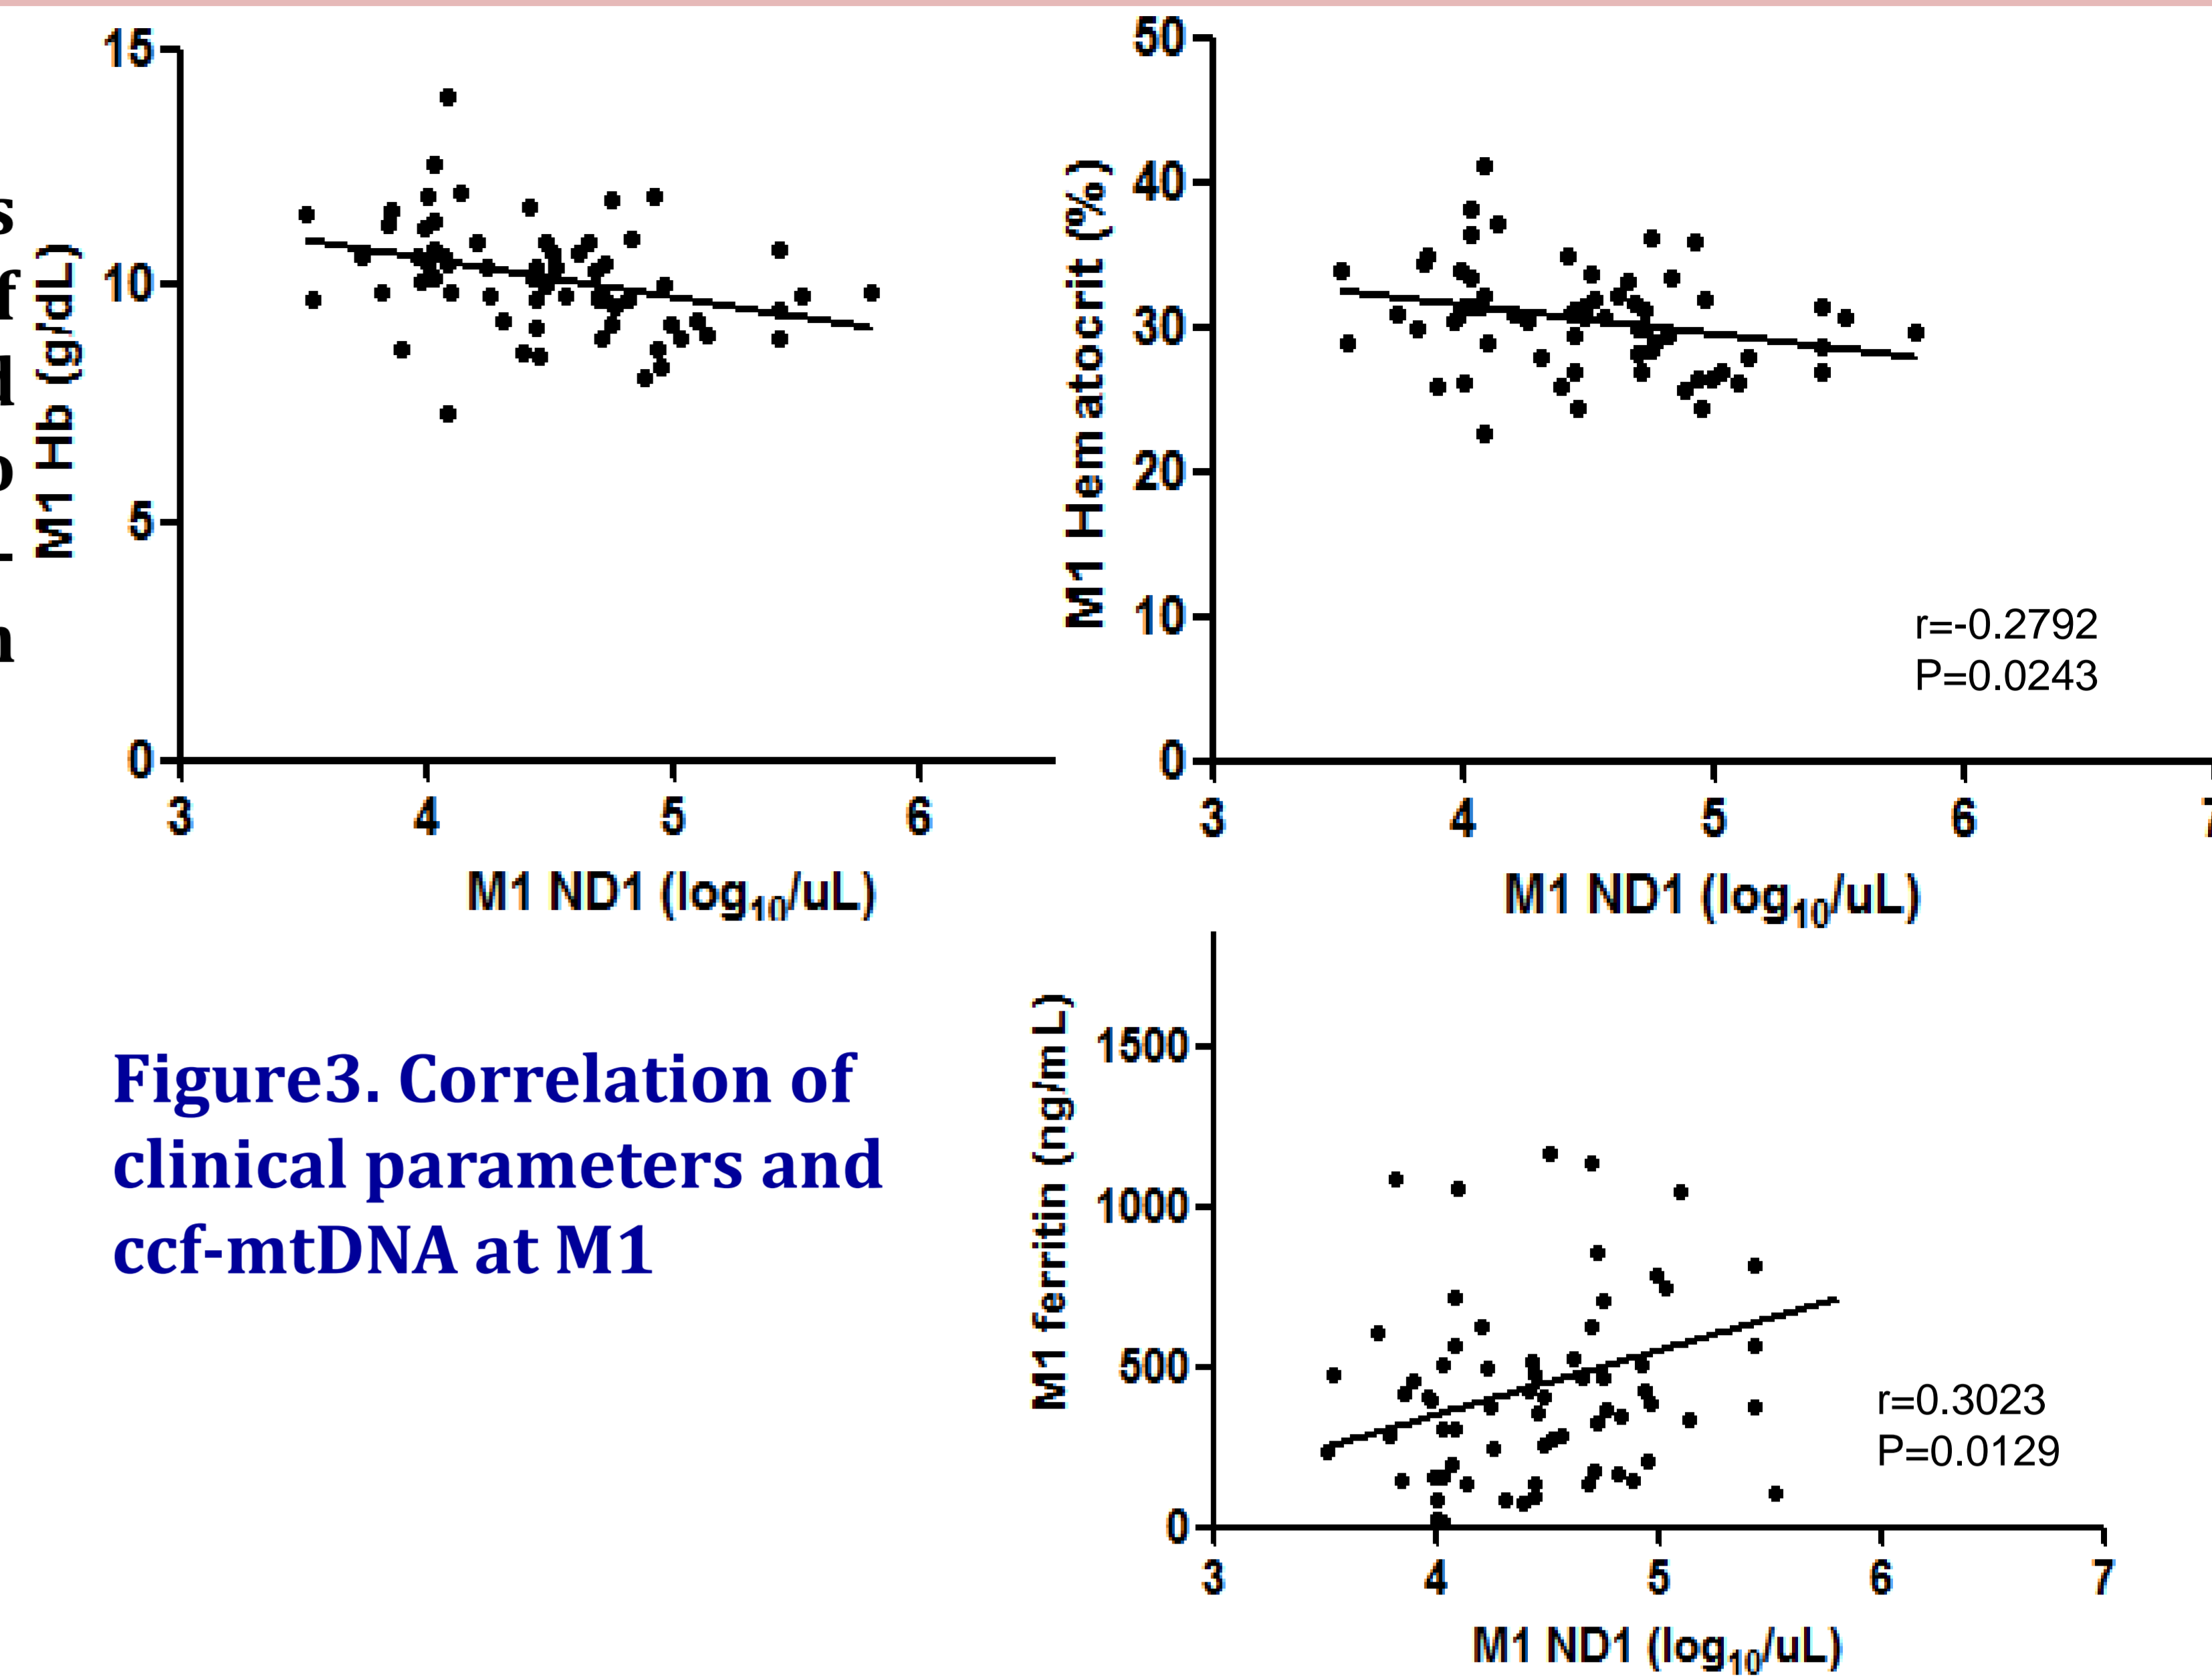 s
f
d
o
-
n
15
10
5
0
M1 Hb (g/dL)
3 4 5 6
M1 ND1 (log10/uL)
50
40
30
20
10
0
M1 Hematocrit (%)
r=-0.2792
P=0.0243
3 4 5 6 7
M1 ND1 (log10/uL)
Figure3. Correlation of
clinical parameters and
ccf-mtDNA at M1
1500
1000
500
0
M1 ferritin (ng/mL)
r=0.3023
P=0.0129
3 4 5 6 7
M1 ND1 (log10/uL)